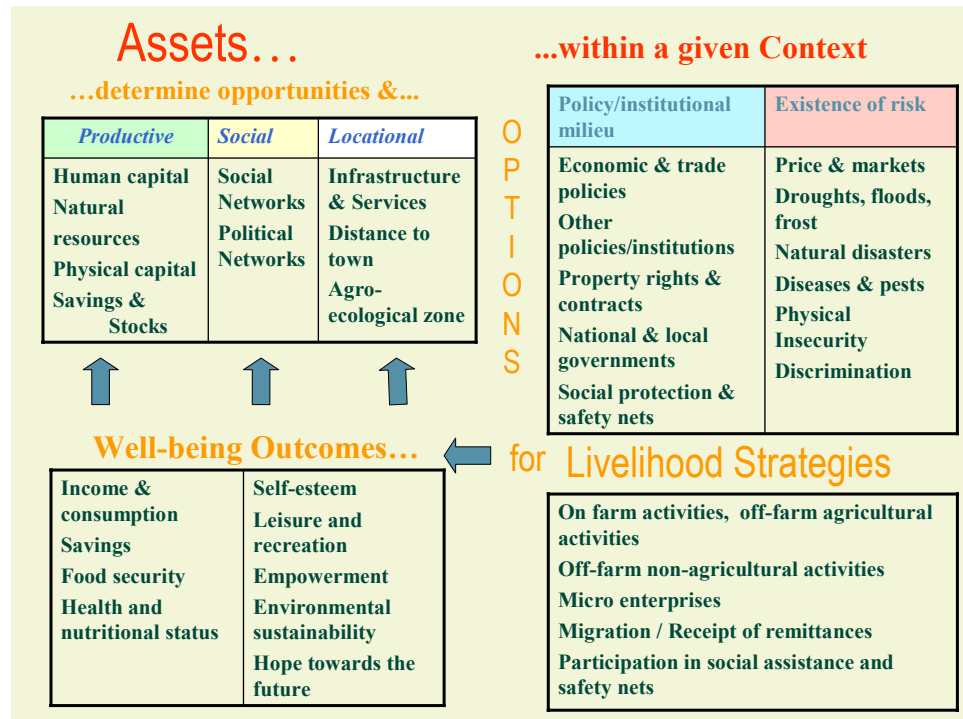 Assets…
…determine opportunities &...
Productive
Social
Locational
Human capital
Natural
resources
Physical capital
Savings &
Stocks
Social
Networks
Political
Networks
Infrastructure
& Services
Distance to
town
Agro-
ecological zone
O
P
T
I
O
N
S
...within a given Context
Policy/institutional
milieu
Existence of risk
Economic & trade
policies
Other
policies/institutions
Property rights &
contracts
National & local
governments
Social protection &
safety nets
Price & markets
Droughts, floods,
frost
Natural disasters
Diseases & pests
Physical
Insecurity
Discrimination
for Livelihood Strategies
On farm activities, off-farm agricultural
activities
Off-farm non-agricultural activities
Micro enterprises
Migration / Receipt of remittances
Participation in social assistance and
safety nets
Well-being Outcomes…
Income &
consumption
Savings
Food security
Health and
nutritional status
Self-esteem
Leisure and
recreation
Empowerment
Environmental
sustainability
Hope towards the
future